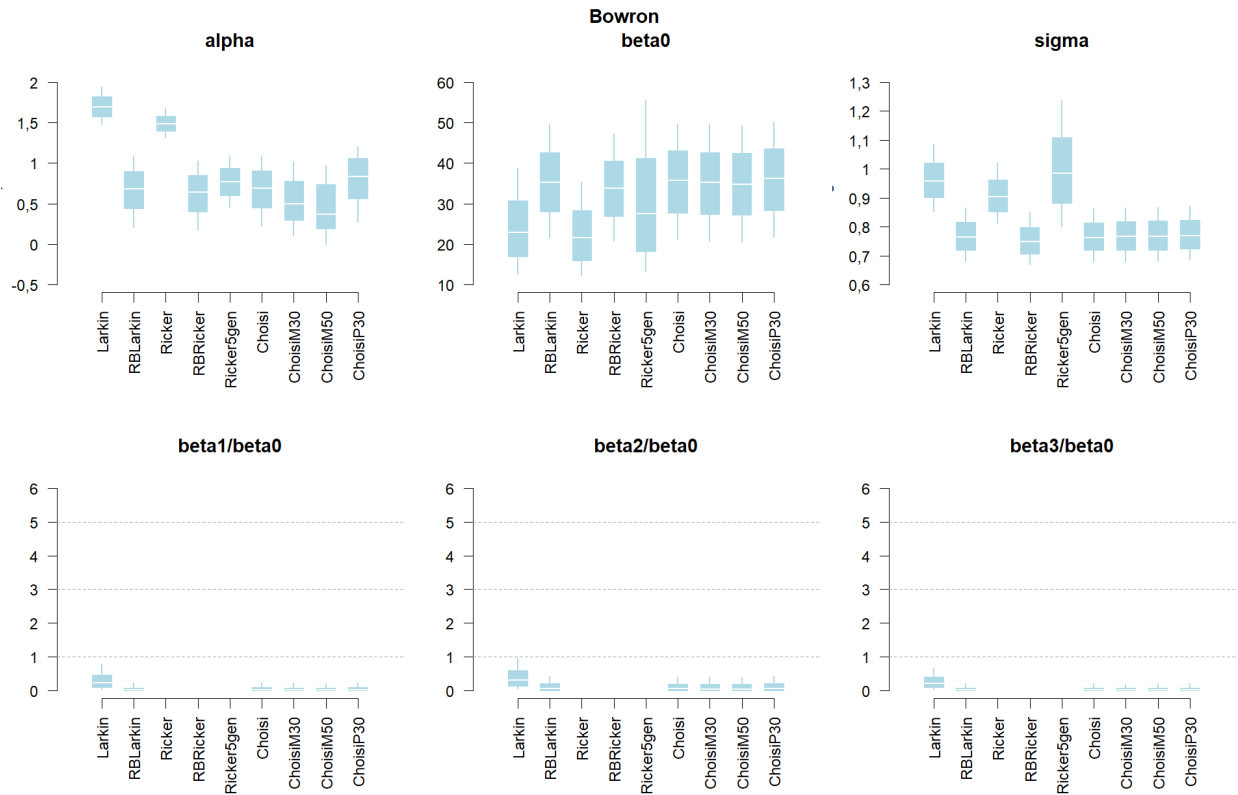 Bowron
alpha
beta0
sigma
2
1,5
1
0,5
0
-0,5
Larkin
RBLarkin
Ricker
RBRicker
Ricker5gen
Choisi
ChoisiM30
ChoisiM50
ChoisiP30
60
50
40
30
20
10
Larkin
RBLarkin
Ricker
RBRicker
Ricker5gen
Choisi
ChoisiM30
ChoisiM50
ChoisiP30
1,3
1,2
1,1
1
0,9
0,8
0,7
0,6
Larkin
RBLarkin
Ricker
RBRicker
Ricker5gen
Choisi
ChoisiM30
ChoisiM50
ChoisiP30
beta1/beta0
beta2/beta0
beta3/beta0
6
5
4
3
2
1
0
Larkin
RBLarkin
Ricker
RBRicker
Ricker5gen
Choisi
ChoisiM30
ChoisiM50
ChoisiP30
6
5
4
3
2
1
0
Larkin
RBLarkin
Ricker
RBRicker
Ricker5gen
Choisi
ChoisiM30
ChoisiM50
ChoisiP30
6
5
4
3
2
1
0
Larkin
RBLarkin
Ricker
RBRicker
Ricker5gen
Choisi
ChoisiM30
ChoisiM50
ChoisiP30